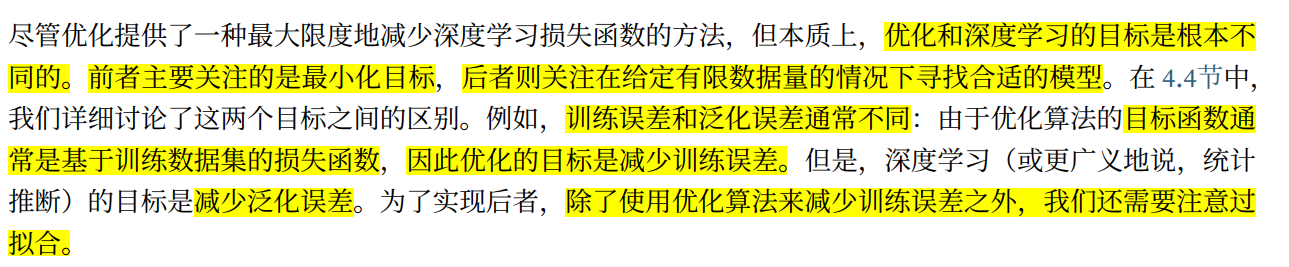 尽管优化提供了一种最大限度地减少深度学习损失函数的方法，但本质上，优化和深度学习的目标是根本不
同的。前者主要关注的是最小化目标，后者则关注在给定有限数据量的情况下寻找合适的模型。在 4.4节中，
我们详细讨论了这两个目标之间的区别。例如，训练误差和泛化误差通常不同：由于优化算法的目标函数通
常是基于训练数据集的损失函数，因此优化的目标是减少训练误差。但是，深度学习（或更广义地说，统计
推断）的目标是减少泛化误差。为了实现后者，除了使用优化算法来减少训练误差之外，我们还需要注意过
拟合。